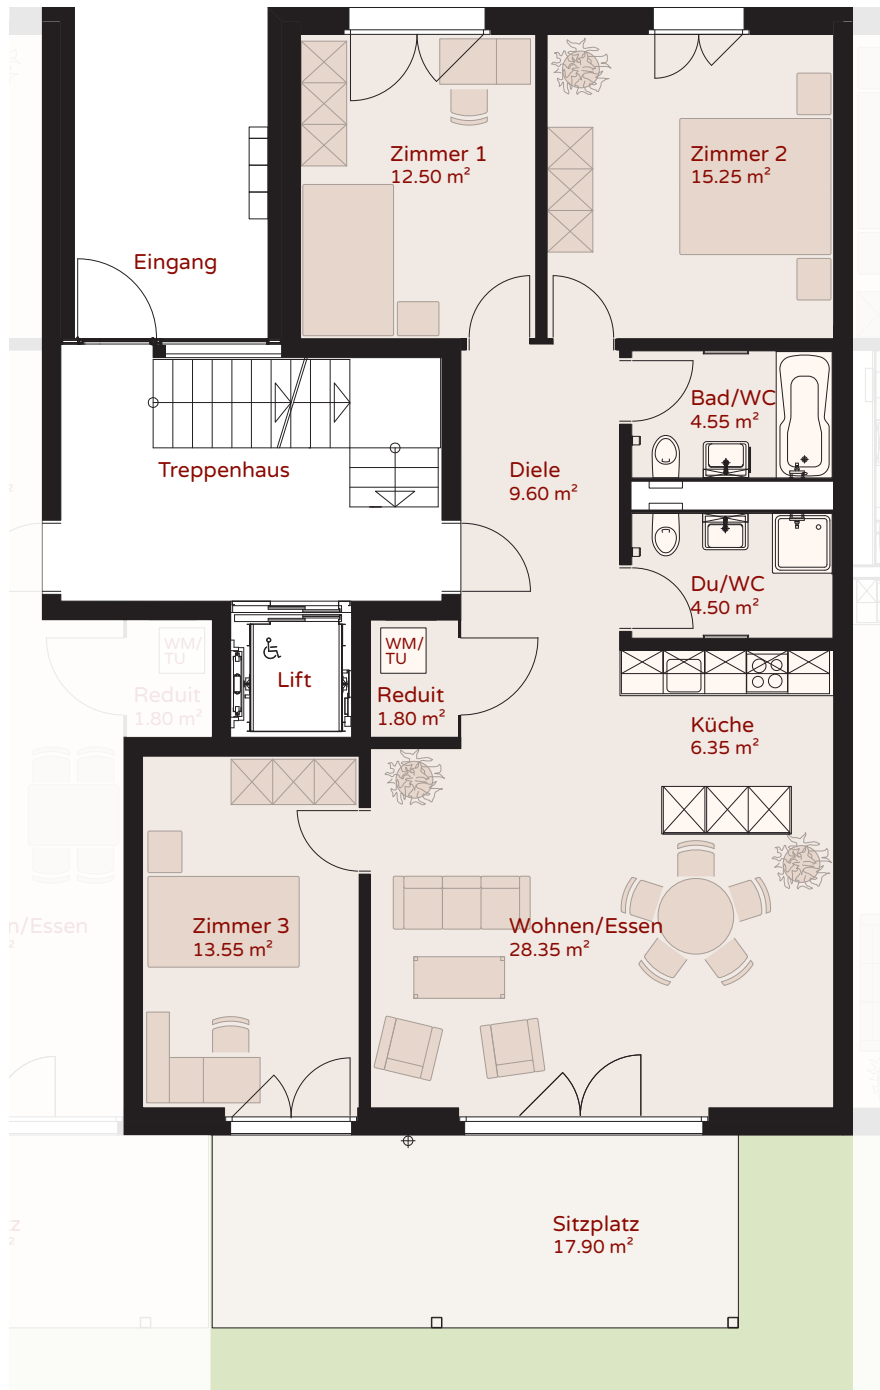 Zimmer 1
12.50 m²
Zimmer 2
15.25 m²
Eingang
Bad/WC
4.55 m²
Treppenhaus
Diele
9.60 m²
Du/WC
4.50 m²
WM/
TU
Reduit
1.80 m²
Lift
WM/
TU
Reduit
1.80 m²
Küche
6.35 m²
n/Essen
Zimmer 3
13.55 m²
Wohnen/Essen
28.35 m²
Sitzplatz
17.90 m²